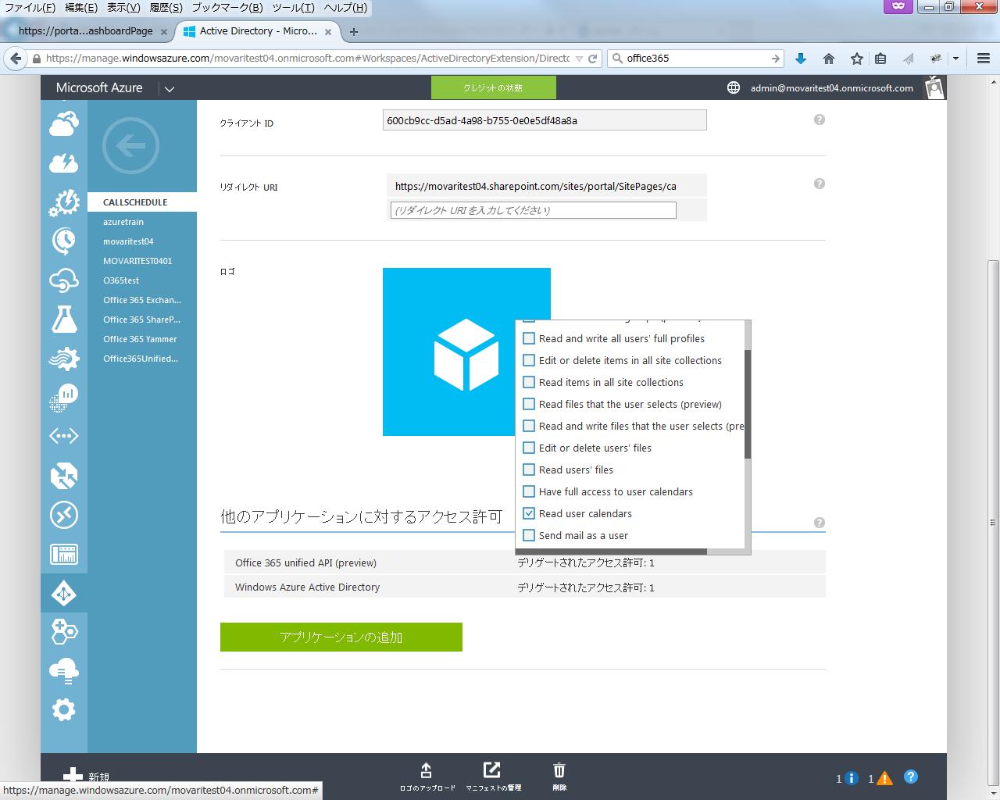 ファイル(F) 編集(E) 表示(V) 履歴(S) ブックマーク(B) ツール(T) ヘルプ(H)
https://porta...ashboardPage
Active Directory - Micro...
https://manage.windowsazure.com/movaritest04.onmicrosoft.com#Workspaces/ActiveDirectoryExtension/Directo
office365
Microsoft Azure
クレジットの状態
admin@movaritest04.onmicrosoft.com
クライアント ID
600cb9cc-d5ad-4a98-b755-0e0e5df48a8a
リダイレクト URI
https://movaritest04.sharepoint.com/sites/portal/SitePages/ca
(リダイレクト URI を入力してください)
CALLSCHEDULE
azuretrain
movaritest04
MOVARITEST0401
O365test
Office 365 Exchan...
Office 365 ShareP...
Office 365 Yammer
Office365Unified...
ロゴ
Read and write all users' full profiles
Edit or delete items in all site collections
Read items in all site collections
Read files that the user selects (preview)
Read and write files that the user selects (pre
Edit or delete users' files
Read users' files
Have full access to user calendars
Read user calendars
Send mail as a user
他のアプリケーションに対するアクセス許可
Office 365 unified API (preview)
デリゲートされたアクセス許可: 1
Windows Azure Active Directory
デリゲートされたアクセス許可: 1
アプリケーションの追加
新規
ロゴのアップロード
マニフェストの管理
削除
1
1
https://manage.windowsazure.com/movaritest04.onmicrosoft.com#